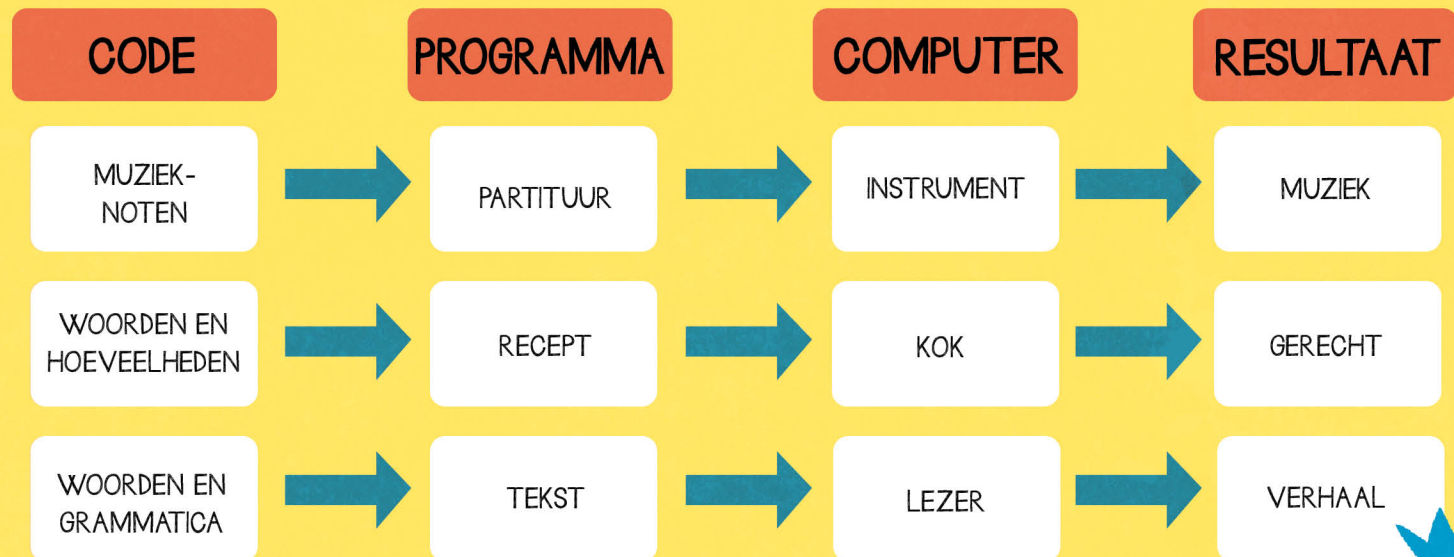 CODE PROGRAMMA COMPUTER RESULTAAT
MUZIEK-
NOTEN
PARTITUUR
INSTRUMENT
MUZIEK
WOORDEN EN
HOEVEELHEDEN
RECEPT
KOK
GERECHT
WOORDEN EN
GRAMMATICA
TEKST
LEZER
VERHAAL